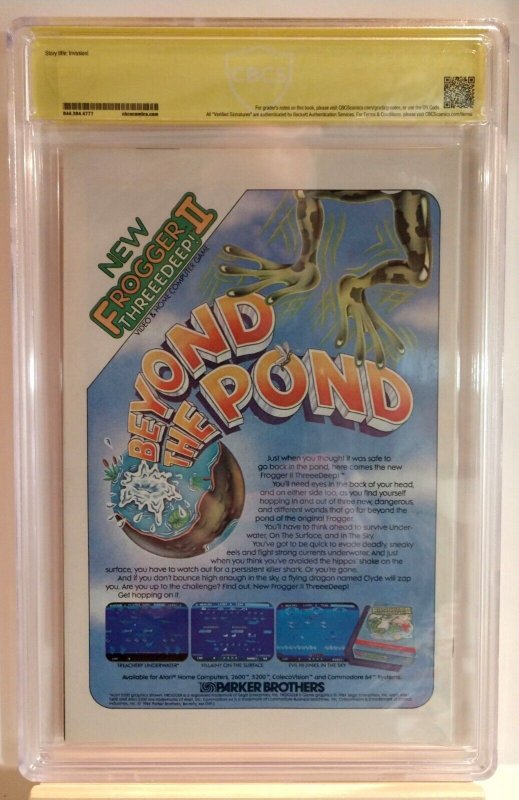 Story title: Invasion!
CBCS
For grader's notes on this book, please visit CBCScomics.com/gradingnotes, or use the QR Code.
All "Verified Signatures" are authenticated by Beckett Authentication Services. For Terms & Conditions, please visit CBCScomics.com/terms
cbcscomics.com
NEW
FROGGER II
THREEEDEEP!
VIDEO & HOME COMPUTER GAME
BEYOND
THE POND
Just when you thought it was safe to
go back in the pond, here comes the new
Frogger II ThreeeDeep!™
You'll need eyes in the back of your head,
and on either side too, as you find yourself
hopping in and out of three new, dangerous,
and different worlds that go far beyond the
pond of the original Frogger.
You'll have to think ahead to survive Under-
water, On The Surface, and In The Sky.
You've got to be quick to evade deadly, sneaky
eels and fight strong currents underwater. And just
when you think you've avoided the hippos' shake on the
surface, you have to watch out for a persistent killer shark. Or you're gone.
And if you don't bounce high enough in the sky, a flying dragon named Clyde will zap
you. Are you up to the challenge? Find out. New Frogger II ThreeeDeep!
Get hopping on it.
TREACHERY UNDERWATER*
VILLAINY ON THE SURFACE
EVIL HI-JINKS IN THE SKY
Available for Atari® Home Computers, 2600™ 5200™, ColecoVision™ and Commodore 64™ Systems.
PARKER BROTHERS